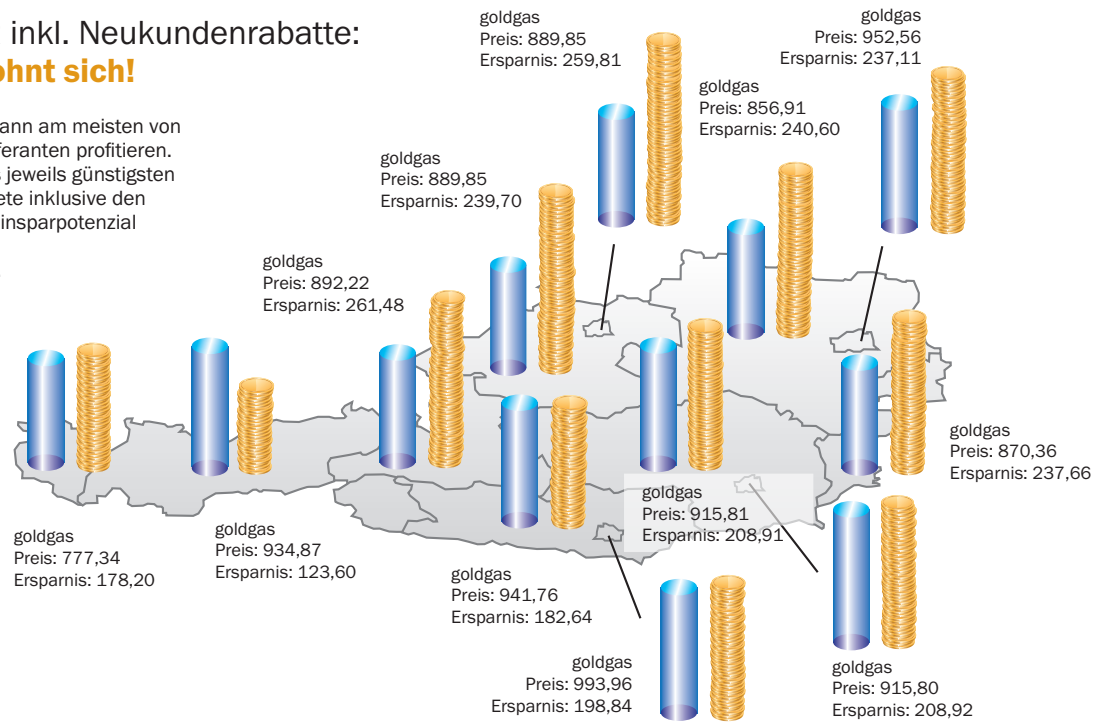 inkl. Neukundenrabatte:
sich!
am meisten von
profitieren.
jeweils günstigsten
inklusive den
goldgas
Preis: 889,85
Ersparnis: 259,81
goldgas
Preis: 952,56
Ersparnis: 237,11
goldgas
Preis: 856,91
Ersparnis: 240,60
goldgas
Preis: 889,85
Ersparnis: 239,70
goldgas
Preis: 892,22
Ersparnis: 261,48
goldgas
Preis: 870,36
Ersparnis: 237,66
goldgas
Preis: 915,81
Ersparnis: 208,91
goldgas
Preis: 777,34
Ersparnis: 178,20
goldgas
Preis: 934,87
Ersparnis: 123,60
goldgas
Preis: 941,76
Ersparnis: 182,64
goldgas
Preis: 993,96
Ersparnis: 198,84
goldgas
Preis: 915,80
Ersparnis: 208,92